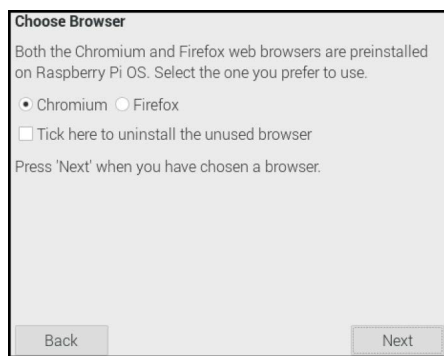 Choose Browser
Both the Chromium and Firefox web browsers are preinstalled
on Raspberry Pi OS. Select the one you prefer to use.
Chromium Firefox
Tick here to uninstall the unused browser
Press 'Next' when you have chosen a browser.
Back Next